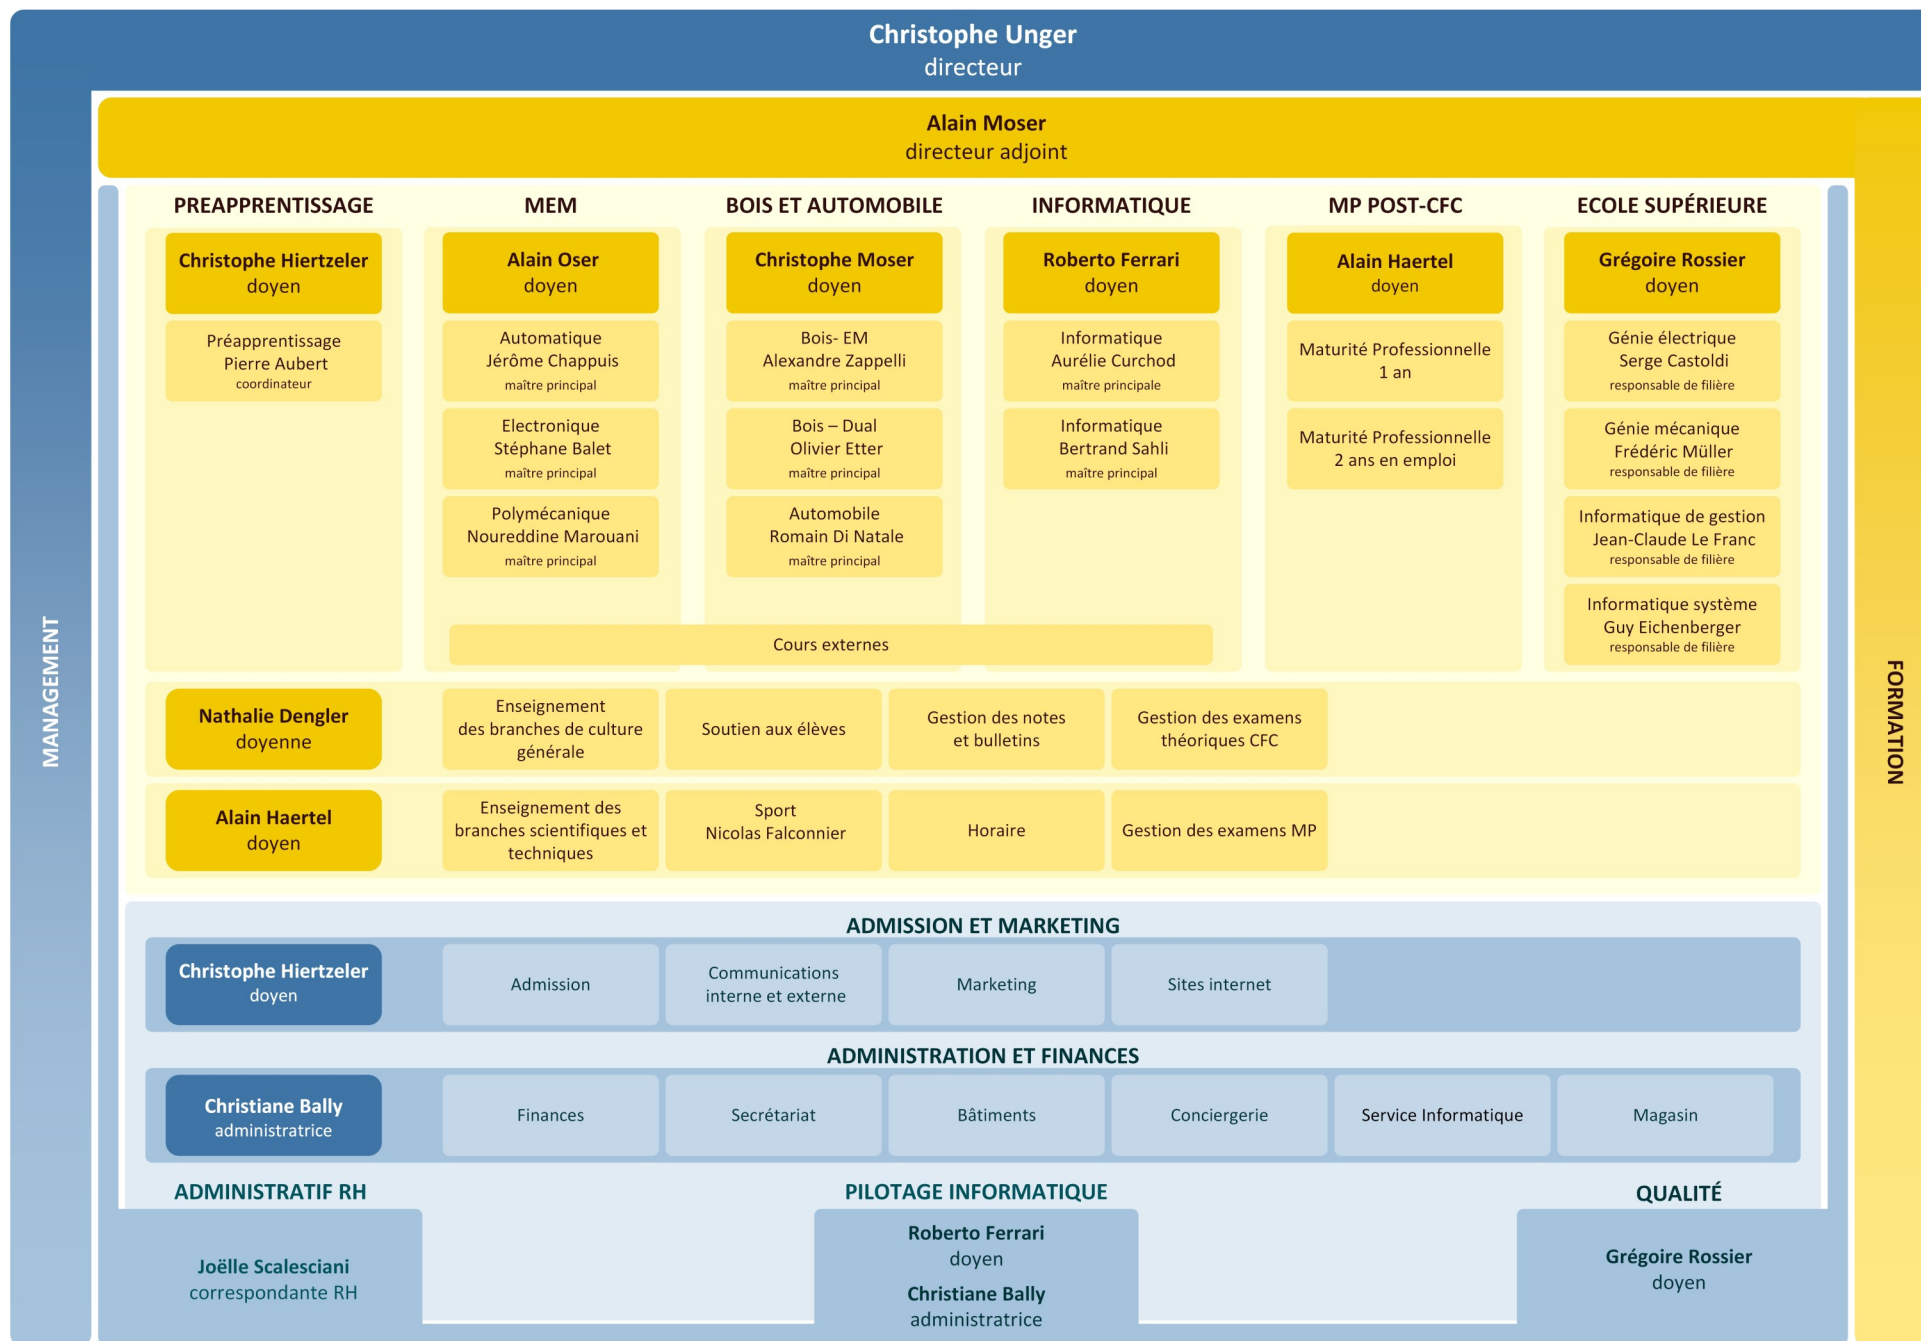 Christophe Unger
directeur
Alain Moser
directeur adjoint
MANAGEMENT
FORMATION
PREAPPRENTISSAGE
Christophe Hiertzeler
doyen
Préapprentissage
Pierre Aubert
coordinateur
MEM
Alain Oser
doyen
Automatique
Jérôme Chappuis
maître principal
Electronique
Stéphane Balet
maître principal
Polymécanique
Noureddine Marouani
maître principal
BOIS ET AUTOMOBILE
Christophe Moser
doyen
Bois- EM
Alexandre Zappelli
maître principal
Bois – Dual
Olivier Etter
maître principal
Automobile
Romain Di Natale
maître principal
INFORMATIQUE
Roberto Ferrari
doyen
Informatique
Aurélie Curchod
maître principale
Informatique
Bertrand Sahli
maître principal
MP POST-CFC
Alain Haertel
doyen
Maturité Professionnelle
1 an
Maturité Professionnelle
2 ans en emploi
ECOLE SUPÉRIEURE
Grégoire Rossier
doyen
Génie électrique
Serge Castoldi
responsable de filière
Génie mécanique
Frédéric Müller
responsable de filière
Informatique de gestion
Jean-Claude Le Franc
responsable de filière
Informatique système
Guy Eichenberger
responsable de filière
Cours externes
Nathalie Dengler
doyenne
Enseignement
des branches de culture
générale
Soutien aux élèves
Gestion des notes
et bulletins
Gestion des examens
théoriques CFC
Alain Haertel
doyen
Enseignement des
branches scientifiques et
techniques
Sport
Nicolas Falconnier
Horaire
Gestion des examens MP
ADMISSION ET MARKETING
Christophe Hiertzeler
doyen
Admission
Communications
interne et externe
Marketing
Sites internet
ADMINISTRATION ET FINANCES
Christiane Bally
administratrice
Finances
Secrétariat
Bâtiments
Conciergerie
Service Informatique
Magasin
ADMINISTRATIF RH
Joëlle Scalesciani
correspondante RH
PILOTAGE INFORMATIQUE
Roberto Ferrari
doyen
Christiane Bally
administratrice
QUALITÉ
Grégoire Rossier
doyen